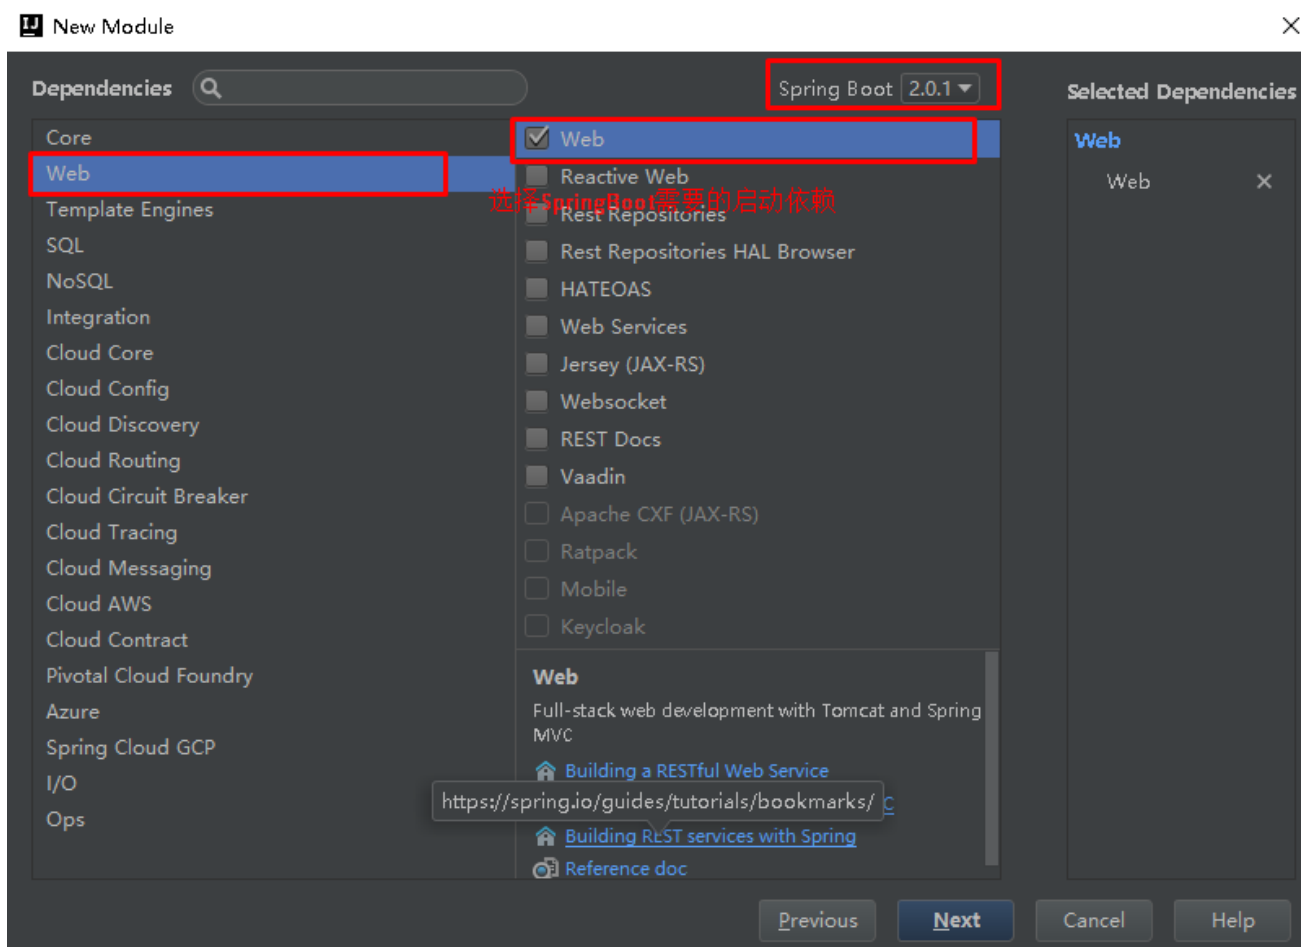 New Module
Dependencies
Spring Boot 2.0.1
Selected Dependencies
Core
Web
Template Engines
SQL
NoSQL
Integration
Cloud Core
Cloud Config
Cloud Discovery
Cloud Routing
Cloud Circuit Breaker
Cloud Tracing
Cloud Messaging
Cloud AWS
Cloud Contract
Pivotal Cloud Foundry
Azure
Spring Cloud GCP
I/O
Ops
Web
Reactive Web
选择SpringBoot需要的启动依赖
Rest Repositories
Rest Repositories HAL Browser
HATEOAS
Web Services
Jersey (JAX-RS)
Websocket
REST Docs
Vaadin
Apache CXF (JAX-RS)
Ratpack
Mobile
Keycloak
Web
Full-stack web development with Tomcat and Spring
MVC
Building a RESTful Web Service
https://spring.io/guides/tutorials/bookmarks/
Building REST services with Spring
Reference doc
Web
Web
Previous
Next
Cancel
Help